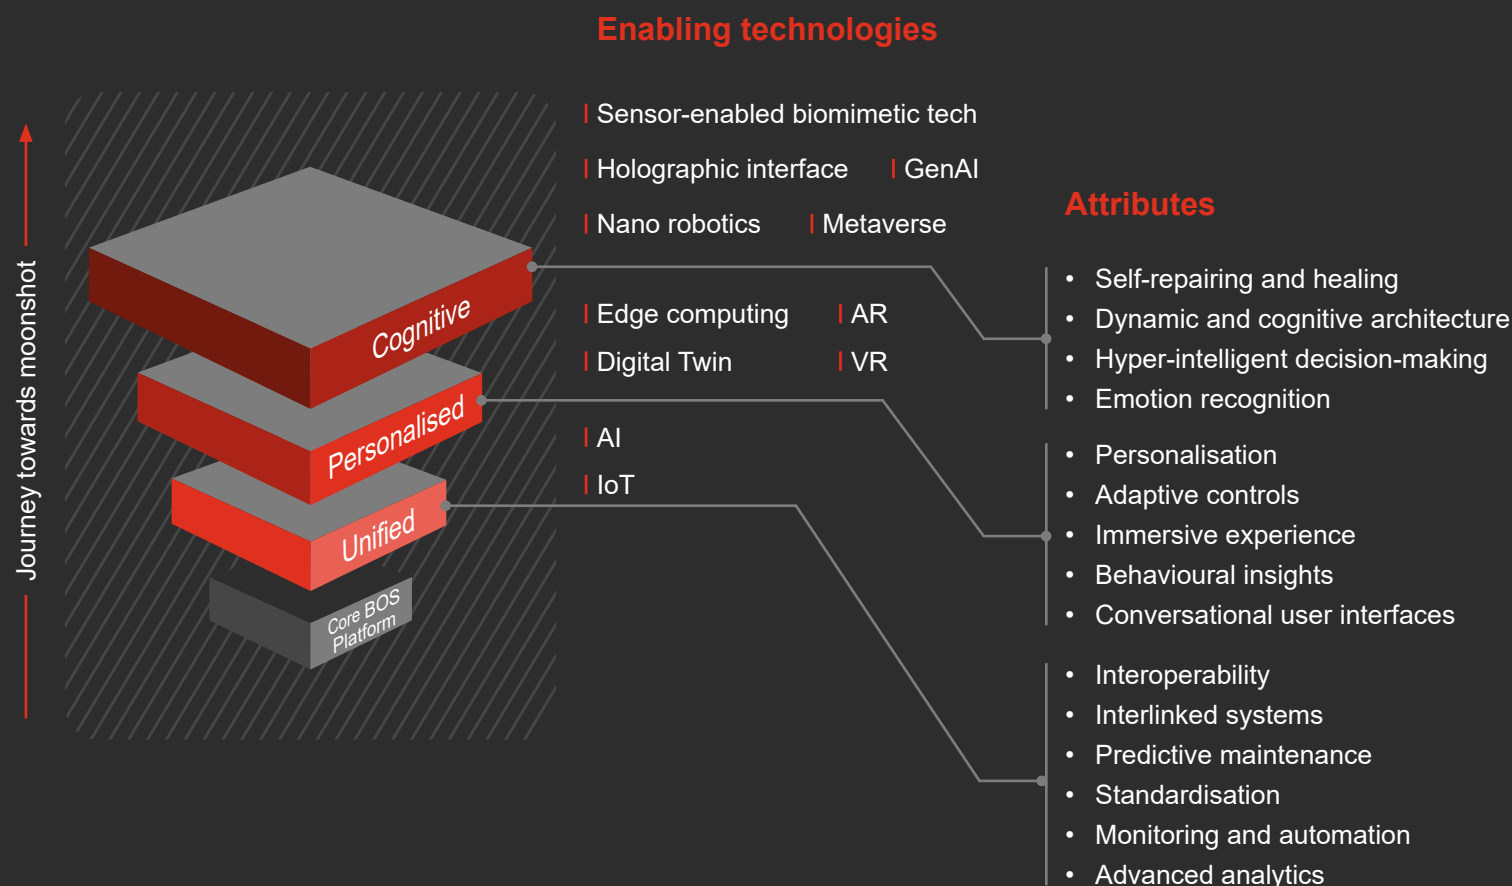 Enabling technologies
Sensor-enabled biomimetic tech
Holographic interface
GenAI
Nano robotics
Metaverse
Edge computing
AR
Digital Twin
VR
AI
IoT
Journey towards moonshot
Cognitive
Personalised
Unified
Core BOS
Platform
Attributes
• Self-repairing and healing
• Dynamic and cognitive architecture
• Hyper-intelligent decision-making
• Emotion recognition
• Personalisation
• Adaptive controls
• Immersive experience
• Behavioural insights
• Conversational user interfaces
• Interoperability
• Interlinked systems
• Predictive maintenance
• Standardisation
• Monitoring and automation
• Advanced analytics